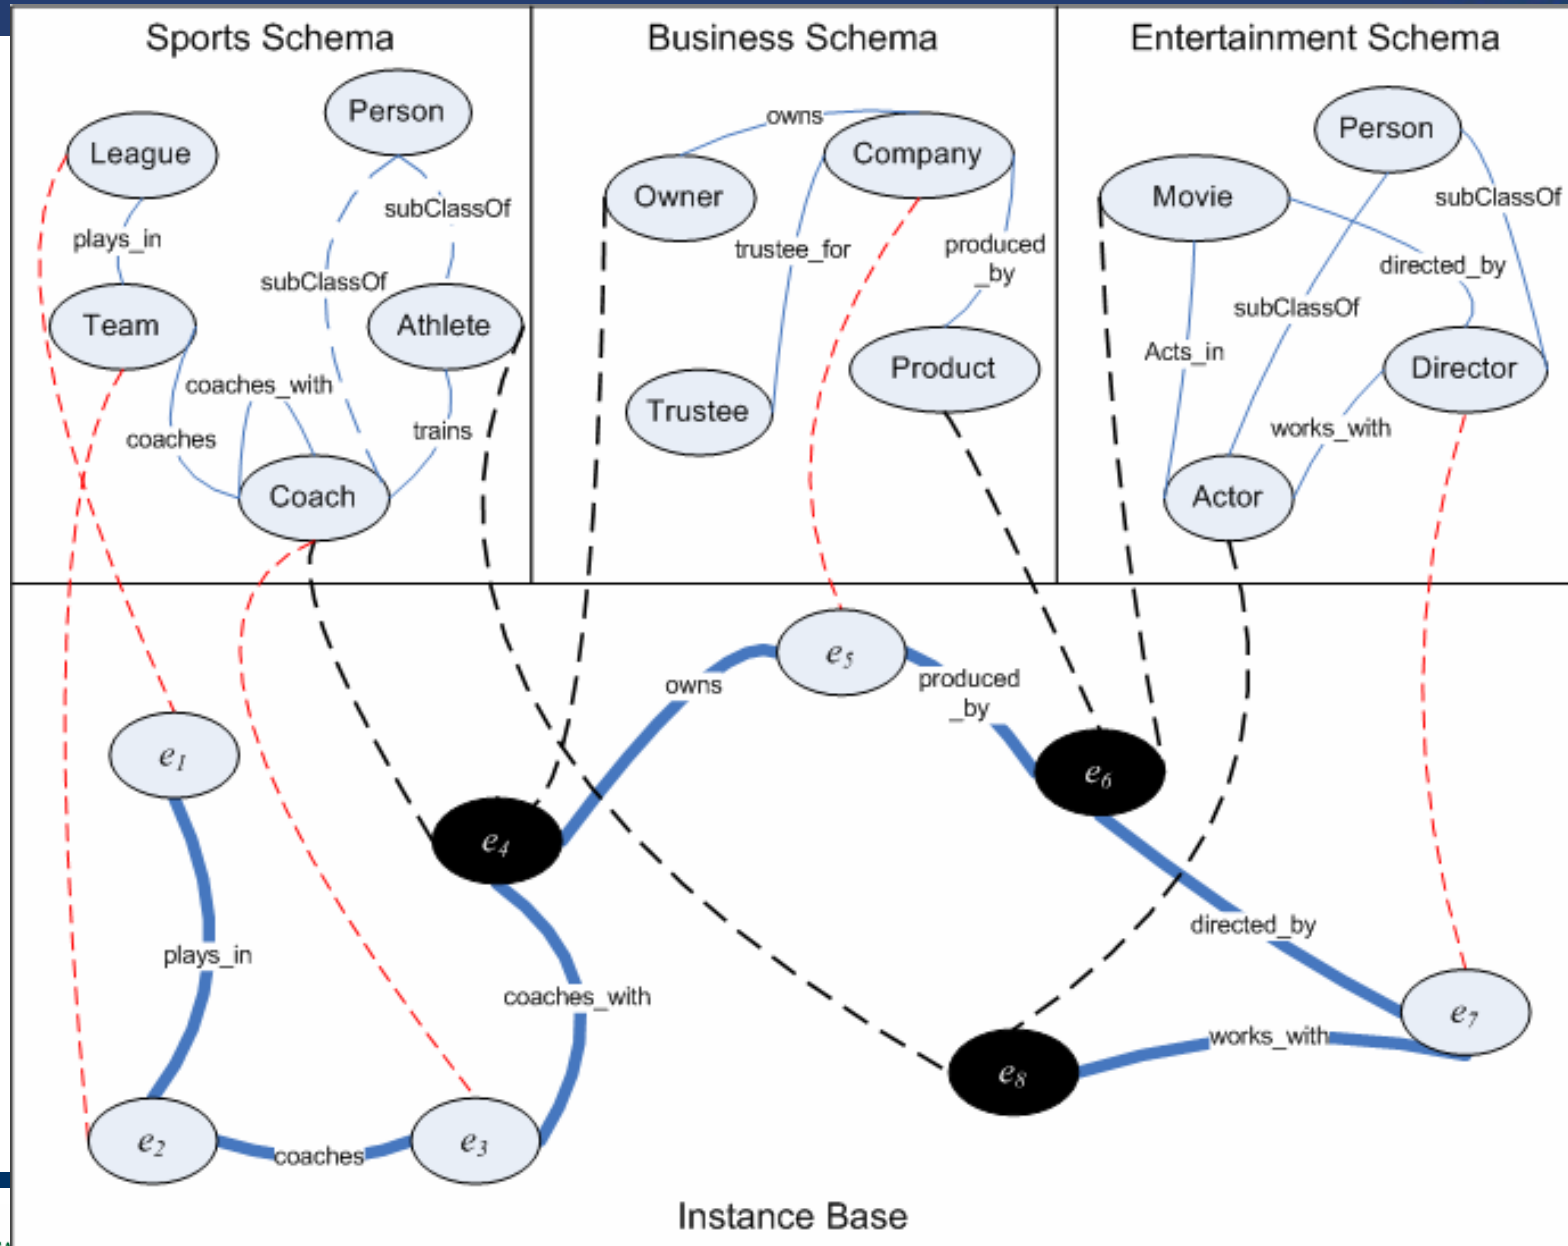 Sports Schema
Business Schema
Entertainment Schema
Person
League
subClassOf
plays_in
subClassOf
Team
Athlete
coaches_with
coaches
trains
Coach
owns
Company
Owner
trustee_for
produced
_by
Product
Trustee
Person
Movie
subClassOf
directed_by
subClassOf
Acts_in
Director
works_with
Actor
e5
owns
produced
_by
e1
e6
e4
directed_by
plays_in
coaches_with
e7
works_with
e8
e2
coaches
e3
Instance Base